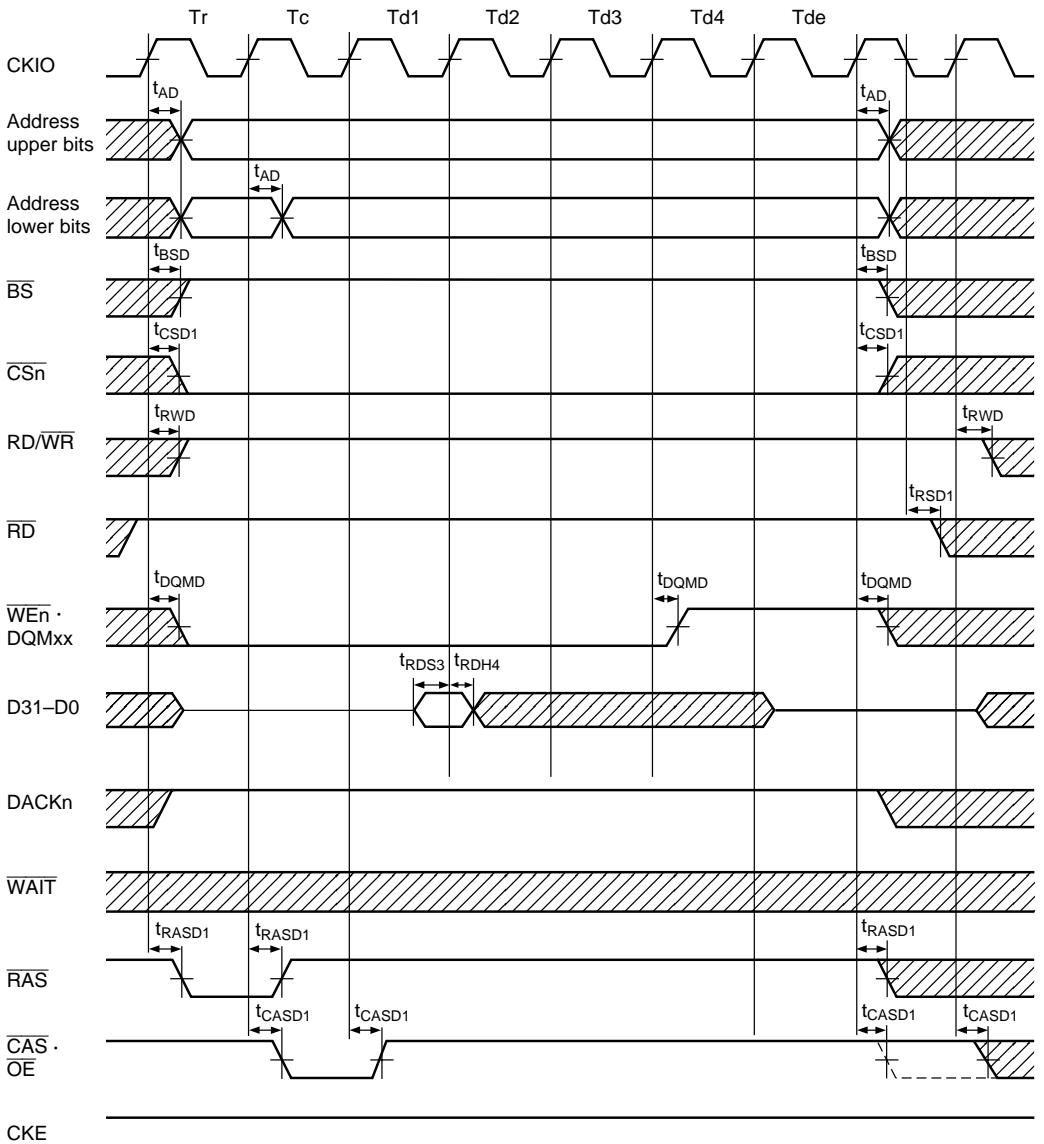 Tr Tc Td1 Td2 Td3 Td4 Tde
CKIO
tAD tAD
Address
upper bits
tAD
Address
lower bits
tBSD tBSD
BS
tCSD1 tCSD1
CSn
tRWD tRWD
RD/WR
tRSD1
RD
tDQMD tDQMD tDQMD
WEn ·
DQMxx
tRDS3 tRDH4
D31–D0
DACKn
WAIT
tRASD1 tRASD1 tRASD1
RAS
tCASD1 tCASD1 tCASD1 tCASD1
CAS ·
OE
CKE